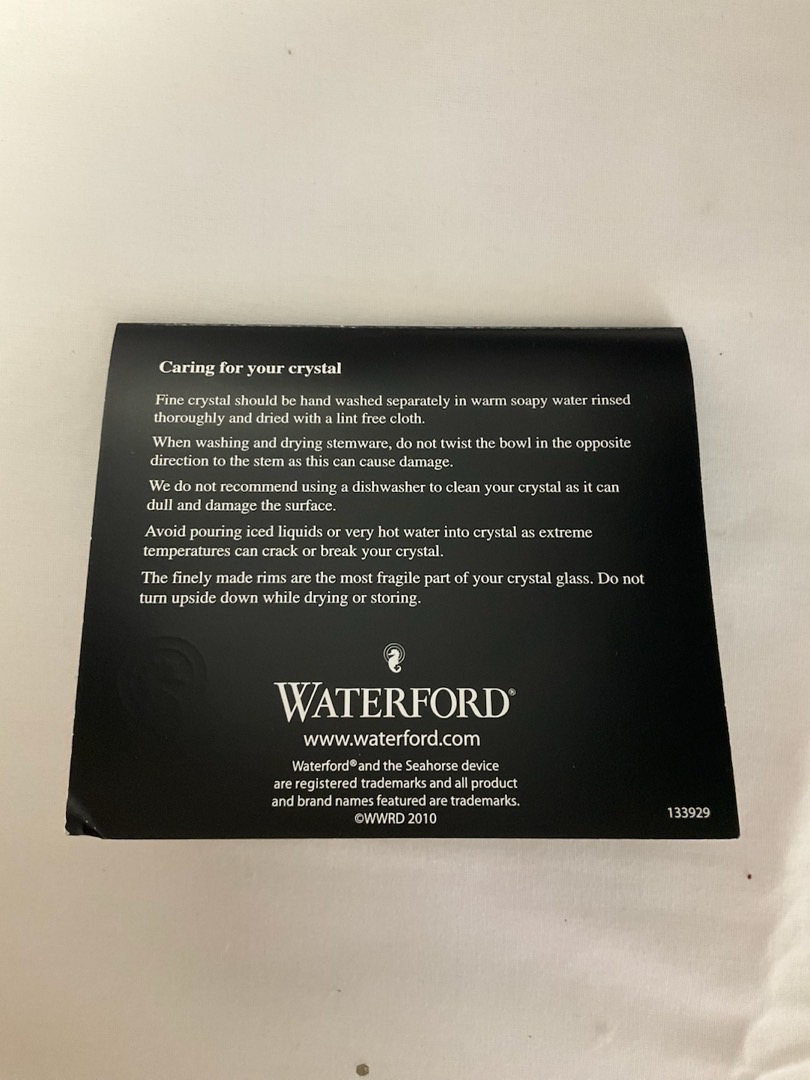 Caring for your crystal
Fine crystal should be hand washed separately in warm soapy water rinsed
thoroughly and dried with a lint free cloth.
When washing and drying stemware, do not twist the bowl in the opposite
direction to the stem as this can cause damage.
We do not recommend using a dishwasher to clean your crystal as it can
dull and damage the surface.
Avoid pouring iced liquids or very hot water into crystal as extreme
temperatures can crack or break your crystal.
The finely made rims are the most fragile part of your crystal glass. Do not
turn upside down while drying or storing.
WATERFORD®
www.waterford.com
Waterford® and the Seahorse device
are registered trademarks and all product
and brand names featured are trademarks.
©WWRD 2010
133929